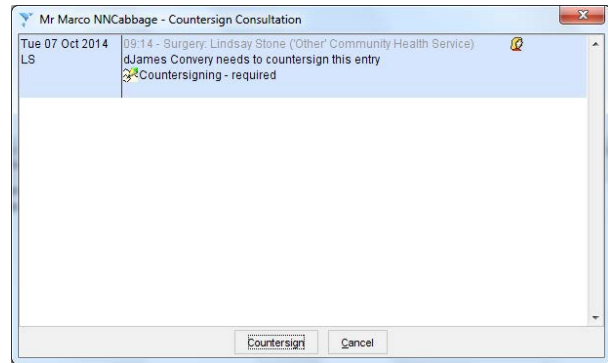 Mr Marco NNCabbage - Countersign Consultation
Tue 07 Oct 2014 09:14 - Surgery: Lindsay Stone ('Other' Community Health Service)
LS dJames Convery needs to countersign this entry
Countersigning - required
Countersign Cancel